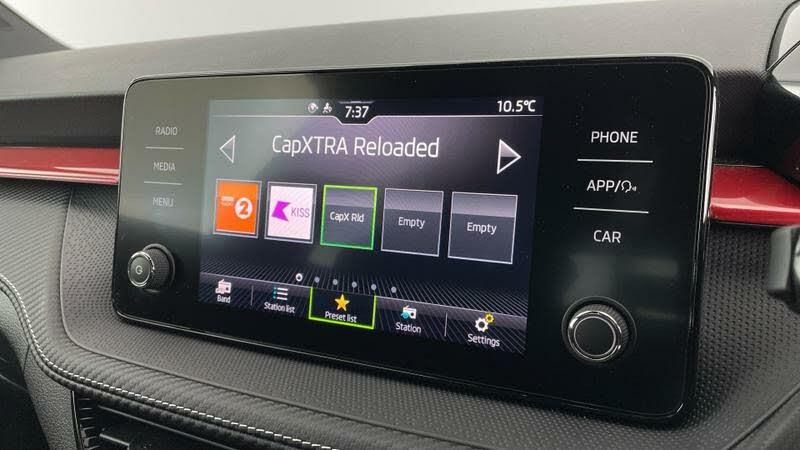 7:37
10.5°C
RADIO
MEDIA
MENU
CapXTRA Reloaded
2
KISS
CapX Rld
Empty
Empty
Band
Station list
Preset list
Station
Settings
PHONE
APP/
CAR